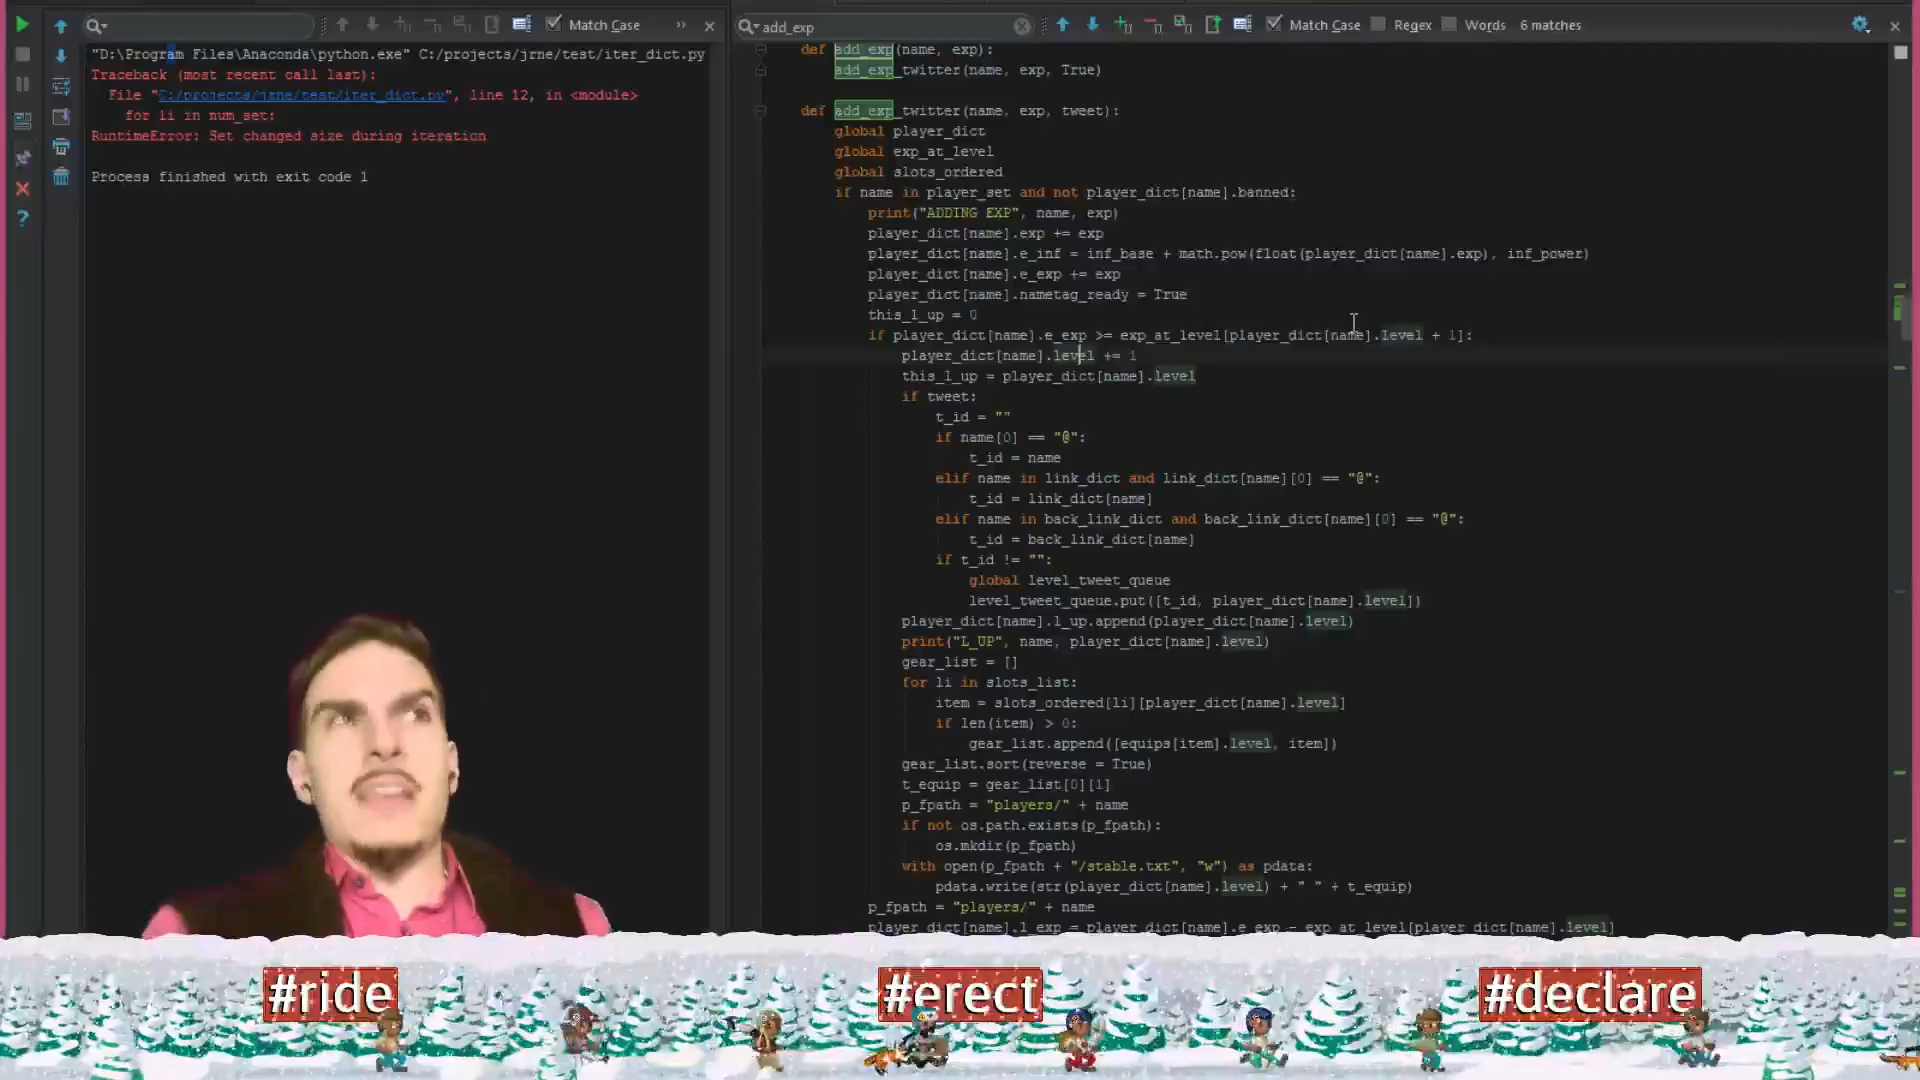 Match Case
"D:\Program Files\Anaconda\python.exe" C:/projects/jrne/test/iter_dict.py
Traceback (most recent call last):
File "C:/projects/jrne/test/iter_dict.py", line 12, in <module>
for li in num_set:
RuntimeError: Set changed size during iteration
Process finished with exit code 1
add_exp
Match Case
Regex
Words
6 matches
def add_exp(name, exp):
add_exp_twitter(name, exp, True)
def add_exp_twitter(name, exp, tweet):
global player_dict
global exp_at_level
global slots_ordered
if name in player_set and not player_dict[name].banned:
print("ADDING EXP", name, exp)
player_dict[name].exp += exp
player_dict[name].e_inf = inf_base + math.pow(float(player_dict[name].exp), inf_power)
player_dict[name].e_exp += exp
player_dict[name].nametag_ready = True
this_l_up = 0
if player_dict[name].e_exp >= exp_at_level[player_dict[name].level + 1]:
player_dict[name].level += 1
this_l_up = player_dict[name].level
if tweet:
t_id = ""
if name[0] == "@":
t_id = name
elif name in link_dict and link_dict[name][0] == "@":
t_id = link_dict[name]
elif name in back_link_dict and back_link_dict[name][0] == "@":
t_id = back_link_dict[name]
if t_id != "":
global level_tweet_queue
level_tweet_queue.put([t_id, player_dict[name].level])
player_dict[name].l_up.append(player_dict[name].level)
print("L_UP", name, player_dict[name].level)
gear_list = []
for li in slots_list:
item = slots_ordered[li][player_dict[name].level]
if len(item) > 0:
gear_list.append([equips[item].level, item])
gear_list.sort(reverse = True)
t_equip = gear_list[0][1]
p_fpath = "players/" + name
if not os.path.exists(p_fpath):
os.mkdir(p_fpath)
with open(p_fpath + "/stable.txt", "w") as pdata:
pdata.write(str(player_dict[name].level) + " " + t_equip)
p_fpath = "players/" + name
player_dict[name].l_exp = player_dict[name].e_exp - exp_at_level[player_dict[name].level]
#ride
#erect
#declare